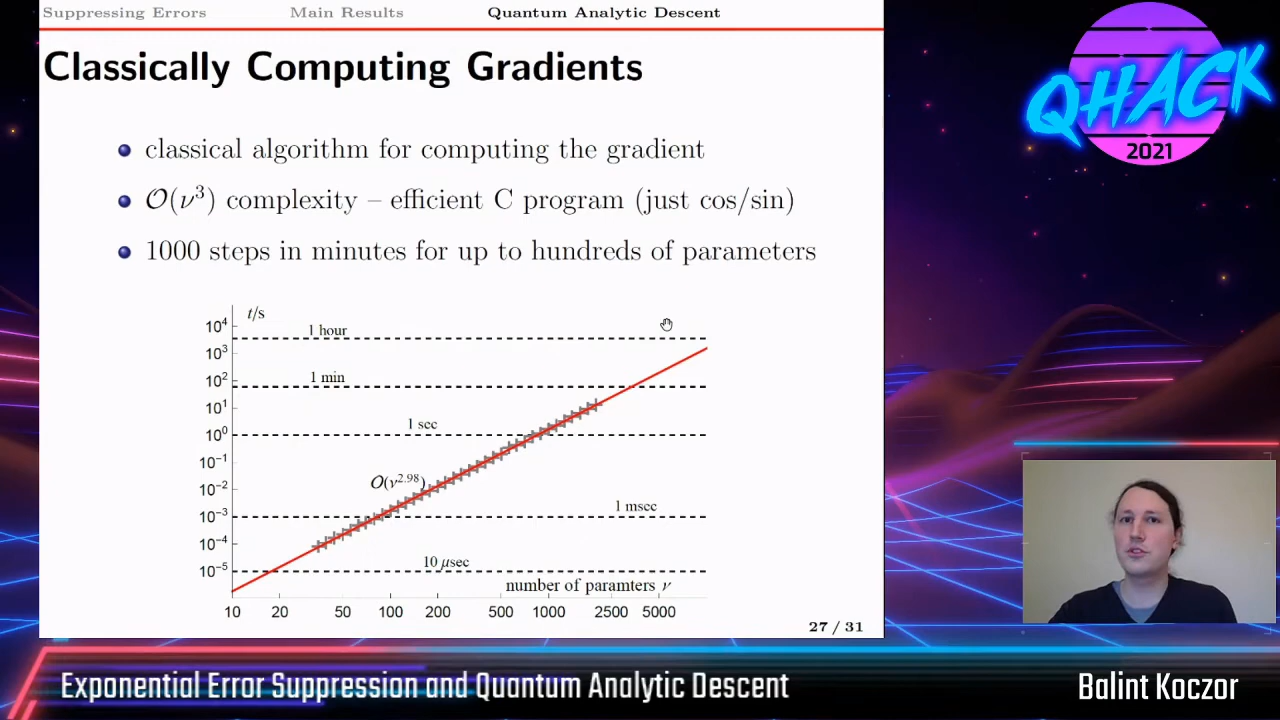 Suppressing Errors Main Results Quantum Analytic Descent
Classically Computing Gradients
classical algorithm for computing the gradient
O(ν³) complexity – efficient C program (just cos/sin)
1000 steps in minutes for up to hundreds of parameters
t/s
10⁴
1 hour
10³
10²
1 min
10¹
1 sec
10⁰
10⁻¹
O(ν²·⁹⁸)
10⁻²
1 msec
10⁻³
10⁻⁴
10 μsec
10⁻⁵
number of paramters ν
10 20 50 100 200 500 1000 2500 5000
27 / 31
QHACK
2021
Exponential Error Suppression and Quantum Analytic Descent
Balint Koczor